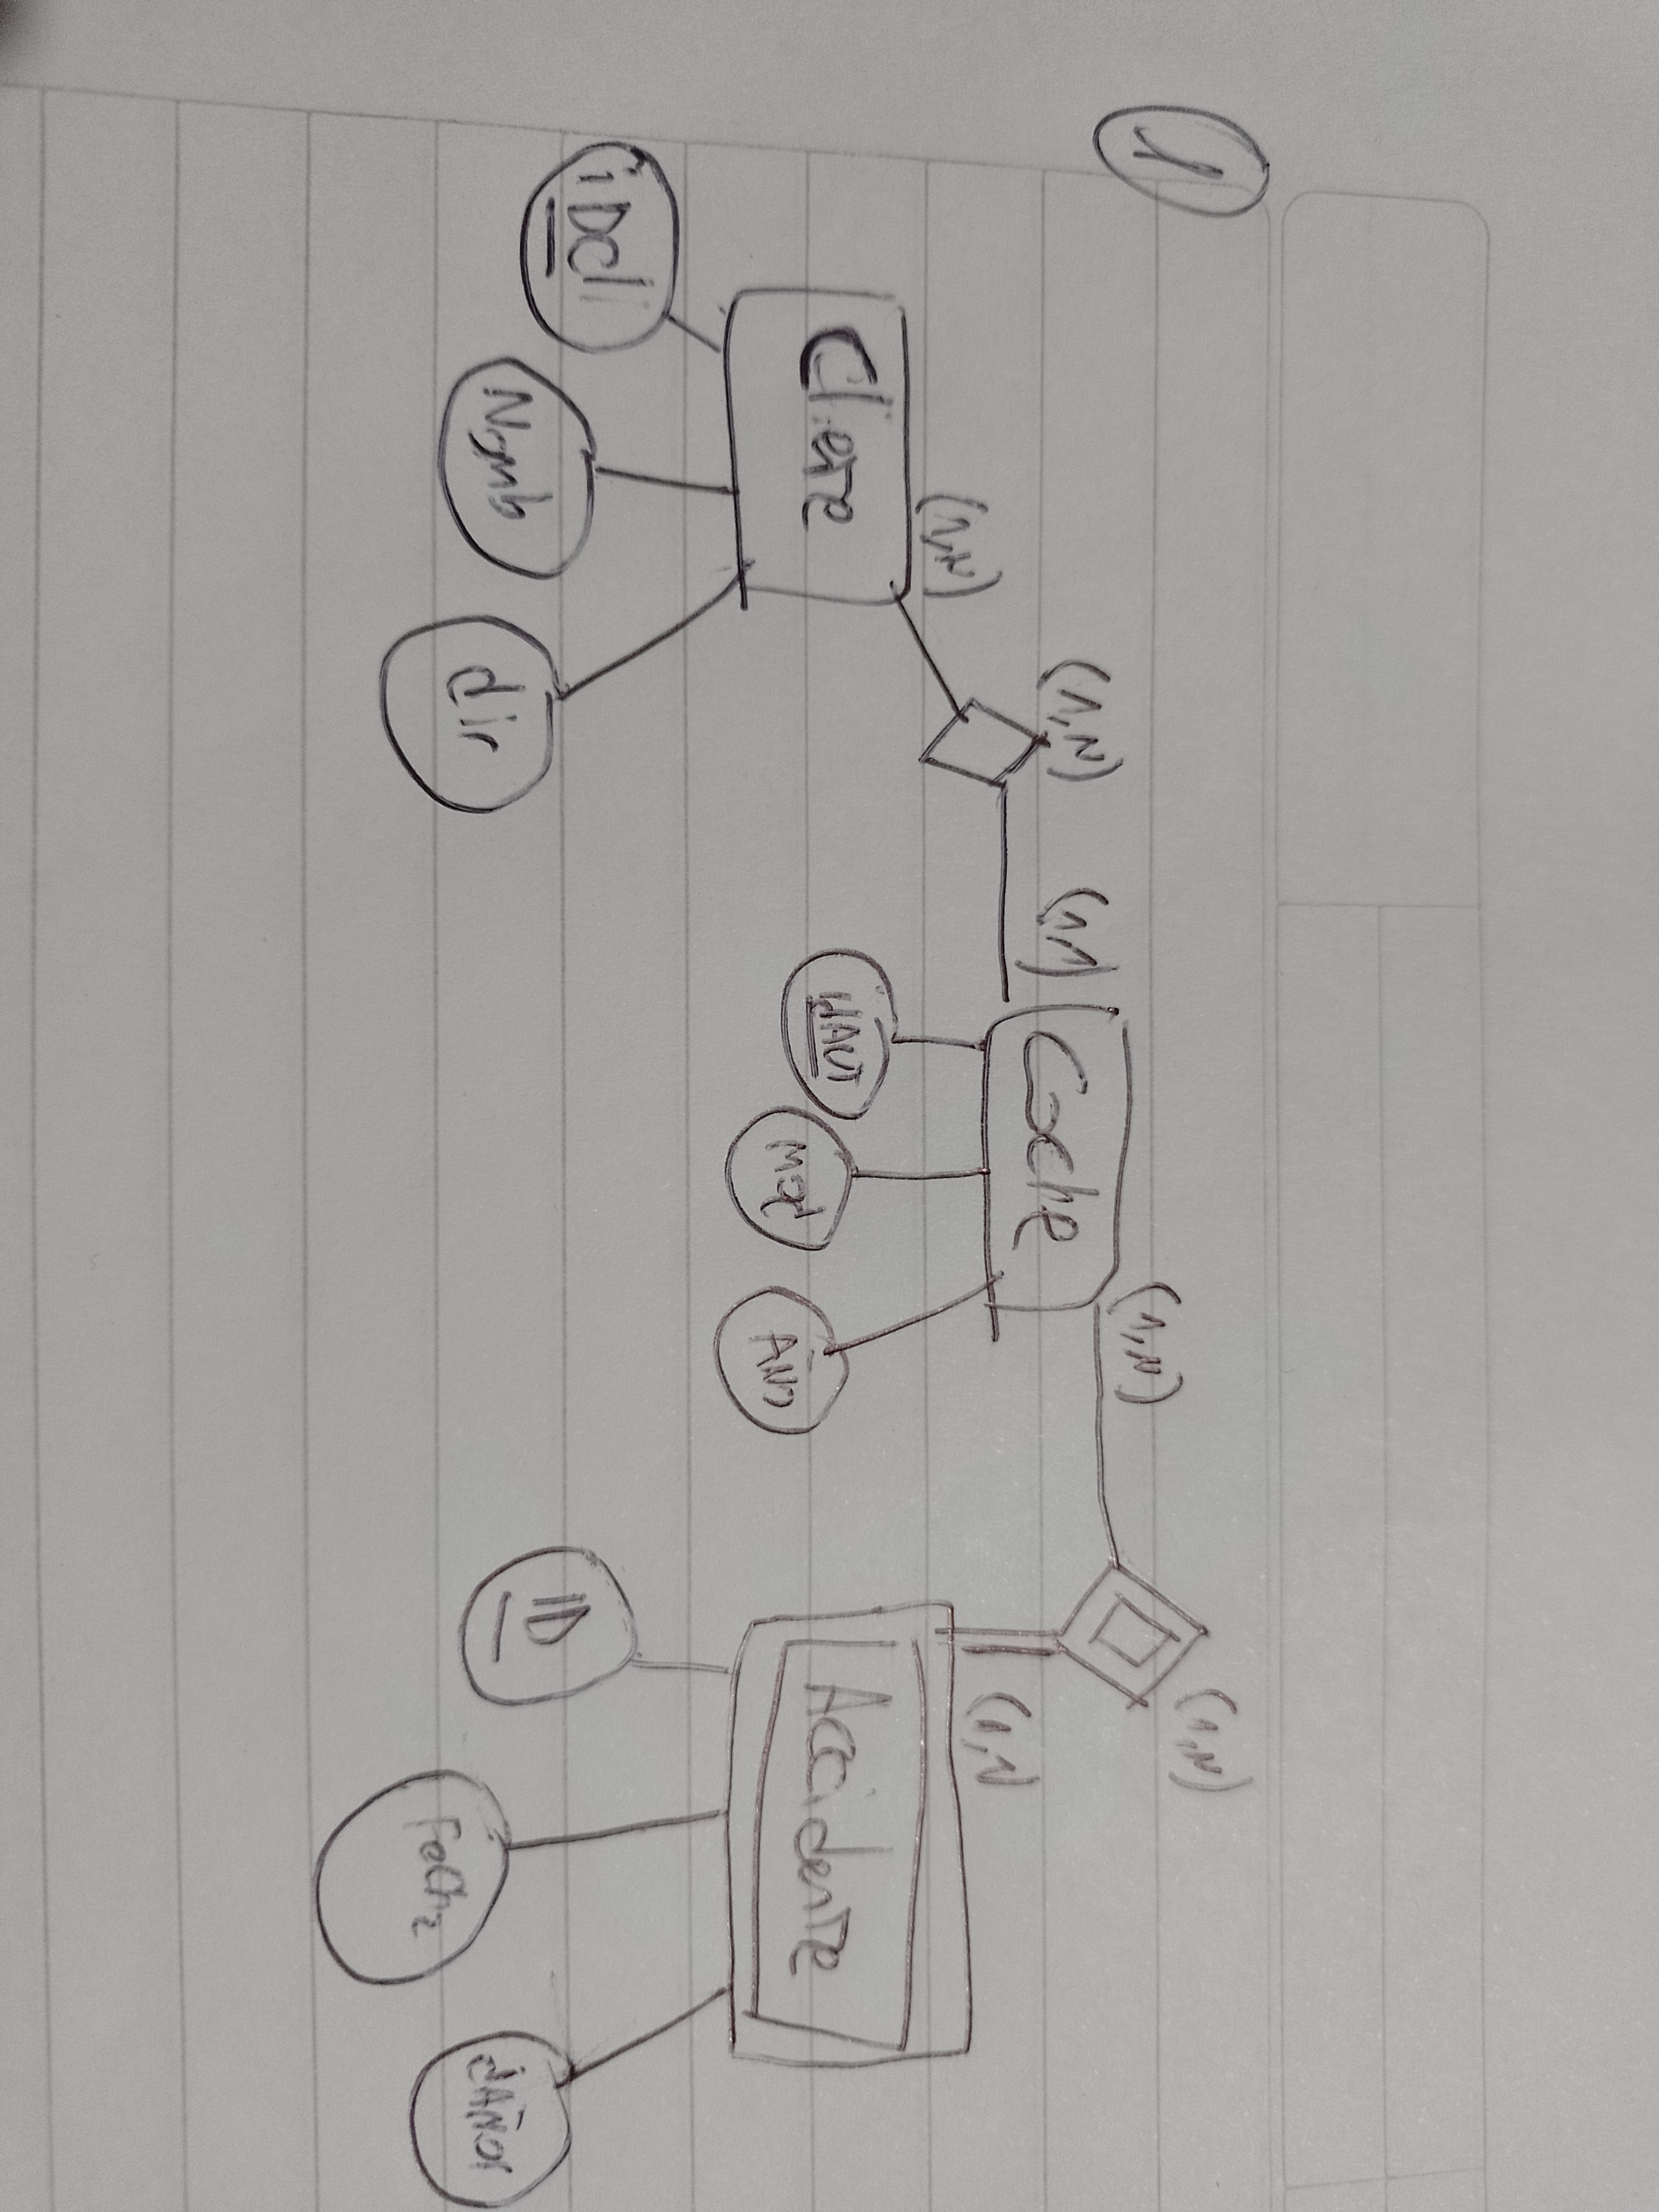 1
Cliente
(1,N)
(1,N)
(1,1)
Coche
(1,N)
(1,N)
(1,N)
Accidente
iDcli
Nomb
dir
idAUT
Mod
AÑO
ID
Fecha
dAÑOS